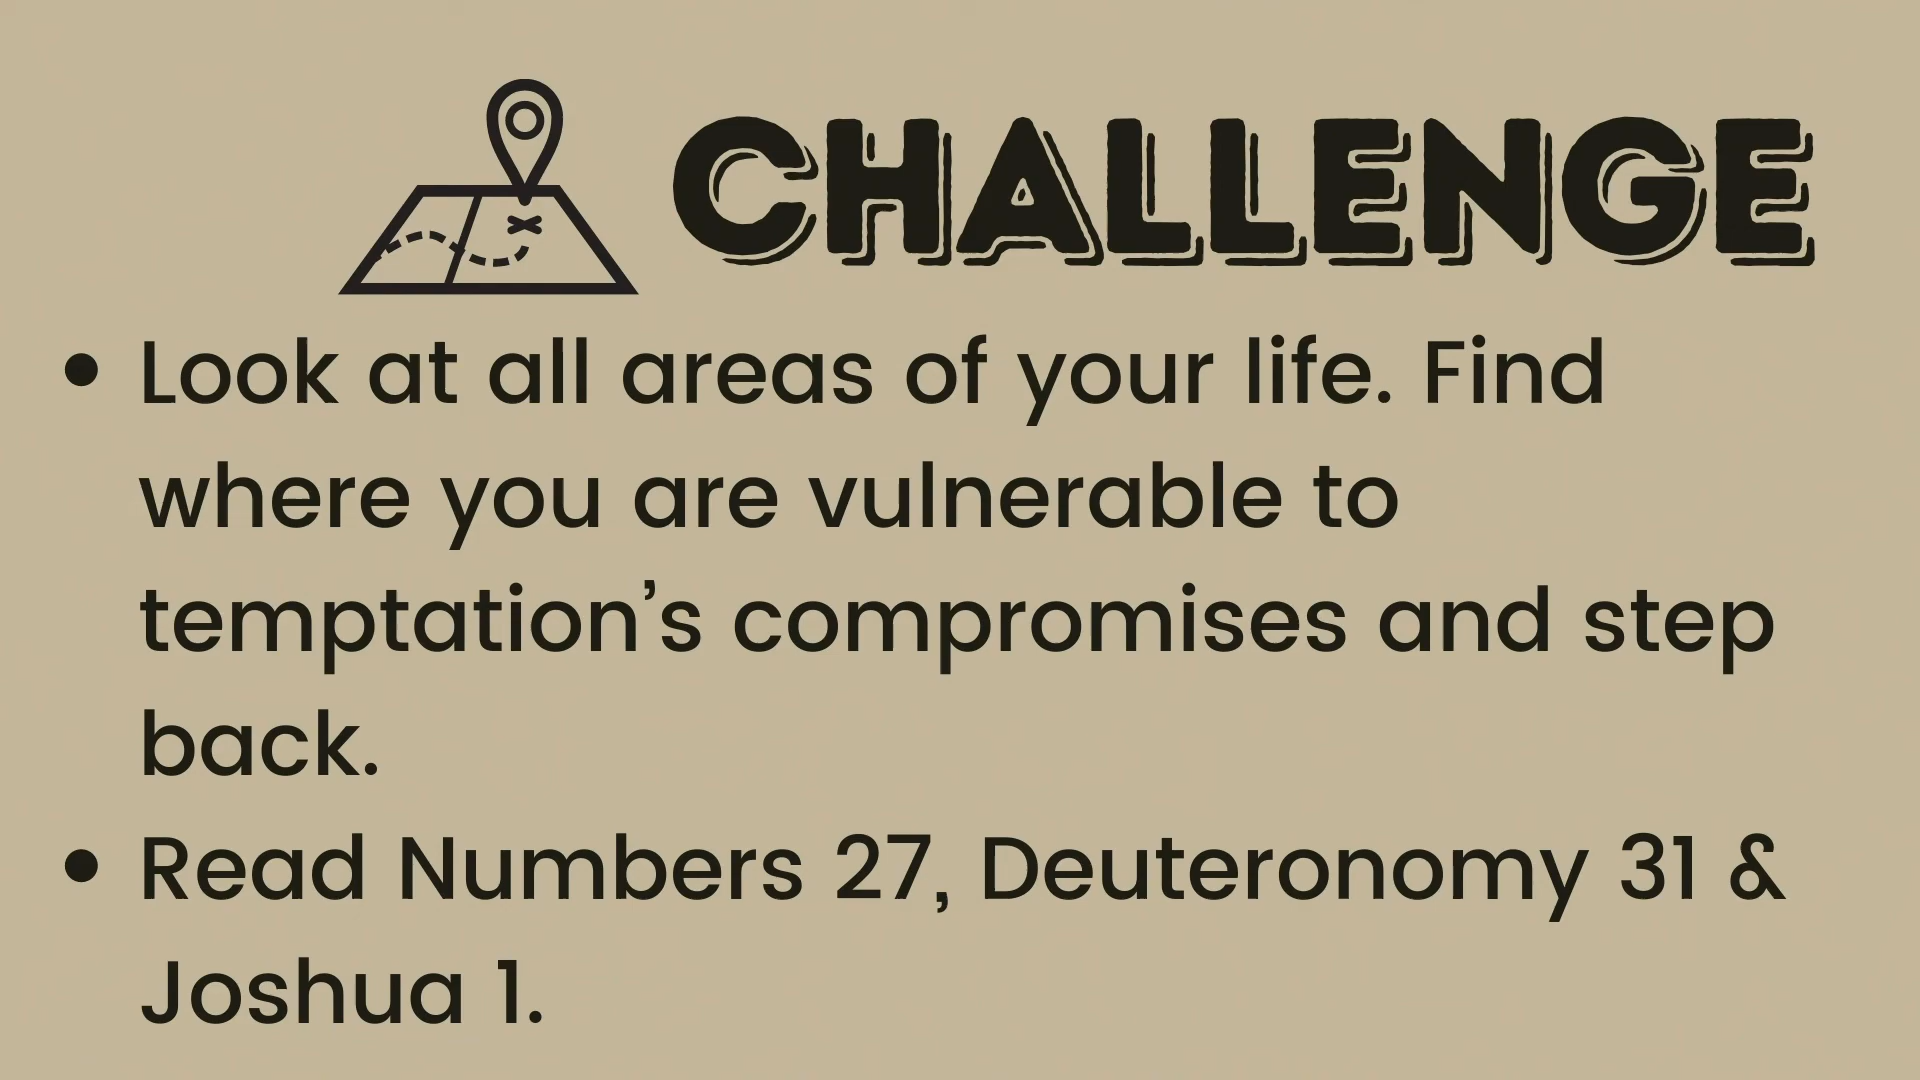 CHALLENGE
• Look at all areas of your life. Find
where you are vulnerable to
temptation’s compromises and step
back.
• Read Numbers 27, Deuteronomy 31 &
Joshua 1.